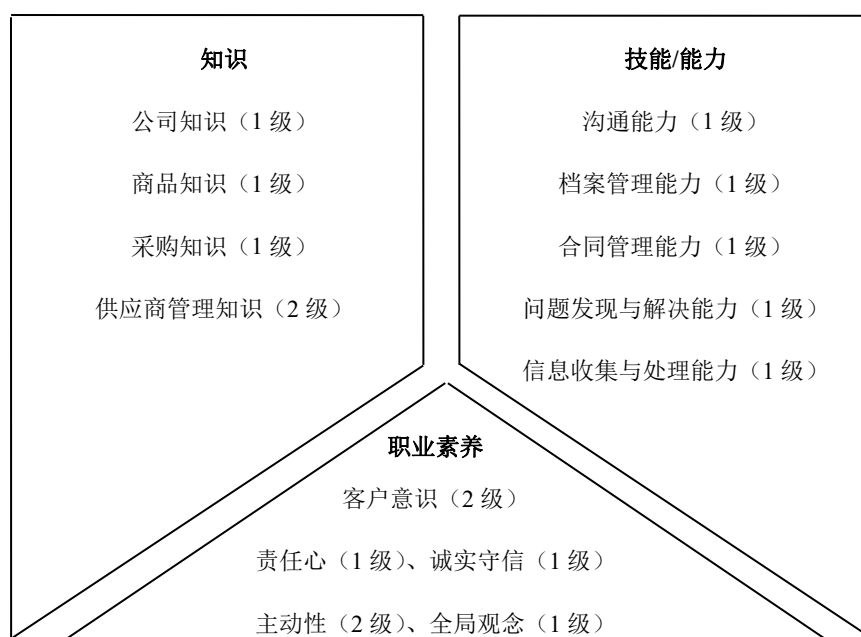 知识
公司知识（1 级）
商品知识（1 级）
采购知识（1 级）
供应商管理知识（2 级）
技能/能力
沟通能力（1 级）
档案管理能力（1 级）
合同管理能力（1 级）
问题发现与解决能力（1 级）
信息收集与处理能力（1 级）
职业素养
客户意识（2 级）
责任心（1 级）、诚实守信（1 级）
主动性（2 级）、全局观念（1 级）